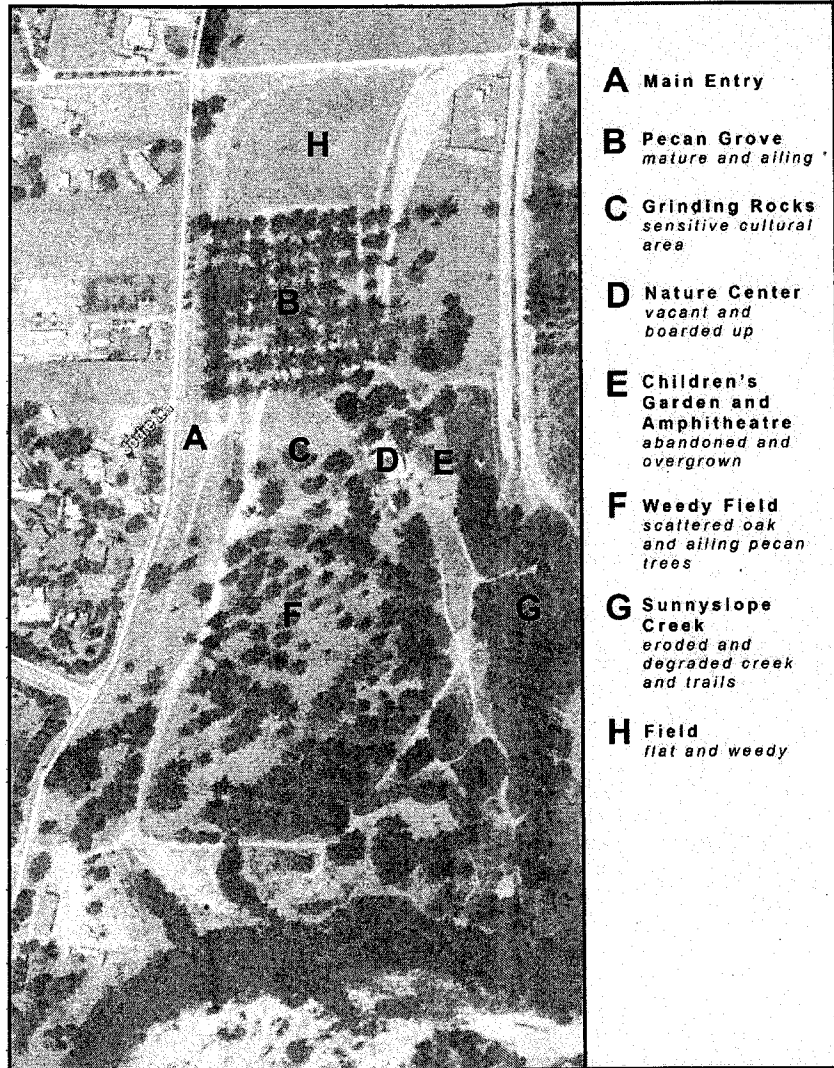 H
B
A
C
D
E
F
G
A Main Entry
B Pecan Grove
mature and ailing
C Grinding Rocks
sensitive cultural
area
D Nature Center
vacant and
boarded up
E Children's
Garden and
Amphitheatre
abandoned and
overgrown
F Weedy Field
scattered oak
and ailing pecan
trees
G Sunnyslope
Creek
eroded and
degraded creek
and trails
H Field
flat and weedy